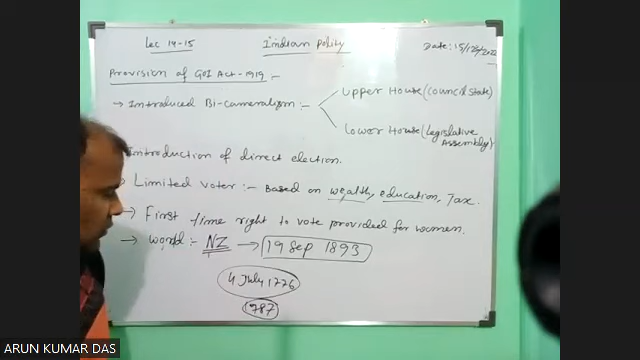 Lec 14-15 Indian Polity Date: 15/12/2022
Provision of GOI Act-1919 :-
→ Introduced Bi-cameralism :- Upper House (Council State)
Lower House (Legislative Assembly)
Introduction of direct election.
Limited Voter :- Based on wealth, education, Tax.
→ First time right to vote provided for women.
→ World :- NZ → 19 Sep 1893
4 July 1776
1787
ARUN KUMAR DAS